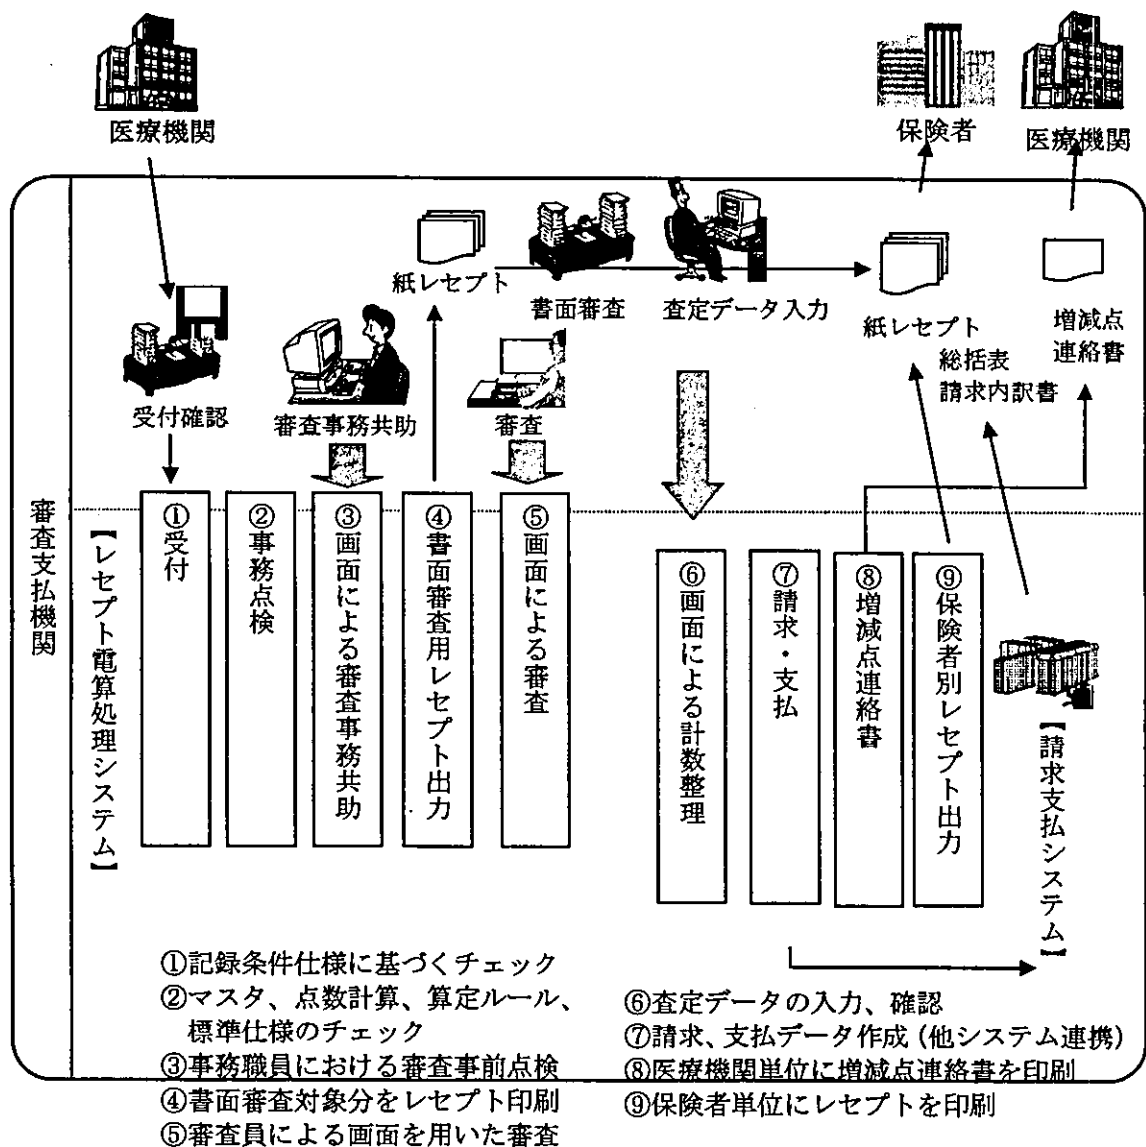 医療機関
保険者
医療機関
紙レセプト
書面審査
査定データ入力
紙レセプト
増減点
連絡書
総括表
請求内訳書
受付確認
審査事務共助
審査
審査支払機関
【レセプト電算処理システム】
①受付
②事務点検
③画面による審査事務共助
④書面審査用レセプト出力
⑤画面による審査
⑥画面による計数整理
⑦請求・支払
⑧増減点連絡書
⑨保険者別レセプト出力
【請求支払システム】
①記録条件仕様に基づくチェック
②マスタ、点数計算、算定ルール、
標準仕様のチェック
③事務職員における審査事前点検
④書面審査対象分をレセプト印刷
⑤審査員による画面を用いた審査
⑥査定データの入力、確認
⑦請求、支払データ作成（他システム連携）
⑧医療機関単位に増減点連絡書を印刷
⑨保険者単位にレセプトを印刷